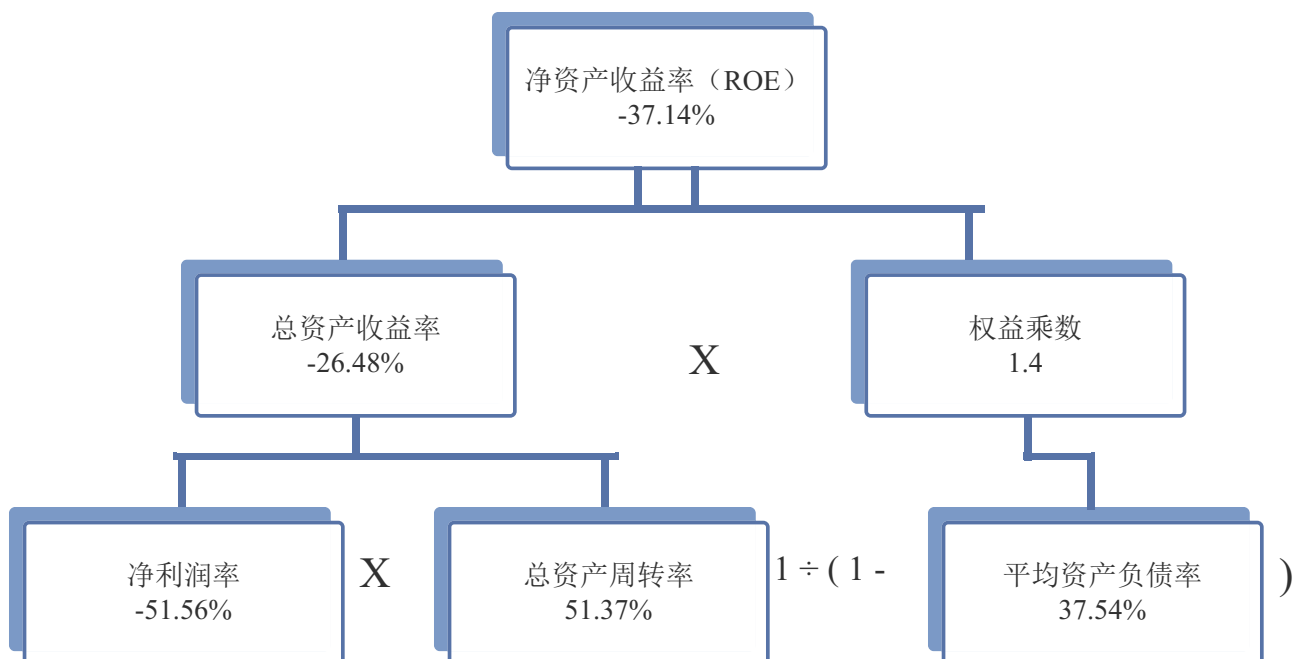 净资产收益率（ROE）
-37.14%
总资产收益率
-26.48%
X
权益乘数
1.4
净利润率
-51.56%
X
总资产周转率
51.37%
1 ÷ ( 1 -
平均资产负债率
37.54%
)